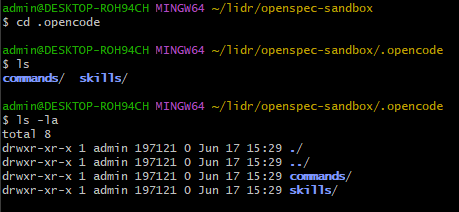 admin@DESKTOP-ROH94CH MINGW64 ~/lidr/openspec-sandbox
$ cd .opencode

admin@DESKTOP-ROH94CH MINGW64 ~/lidr/openspec-sandbox/.opencode
$ ls
commands/  skills/

admin@DESKTOP-ROH94CH MINGW64 ~/lidr/openspec-sandbox/.opencode
$ ls -la
total 8
drwxr-xr-x 1 admin 197121 0 Jun 17 15:29 ./
drwxr-xr-x 1 admin 197121 0 Jun 17 15:29 ../
drwxr-xr-x 1 admin 197121 0 Jun 17 15:29 commands/
drwxr-xr-x 1 admin 197121 0 Jun 17 15:29 skills/